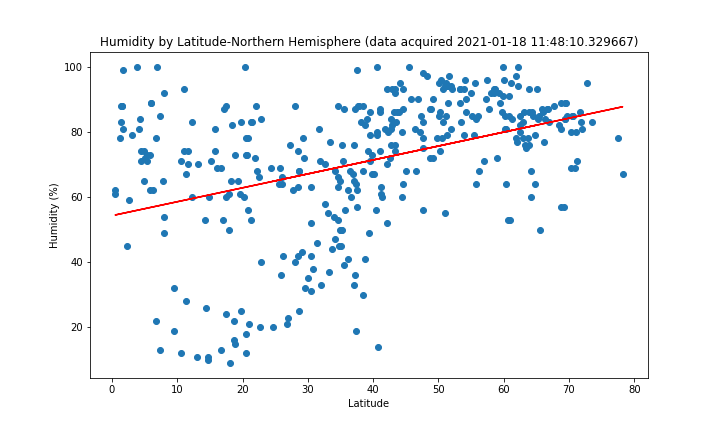 Humidity by Latitude-Northern Hemisphere (data acquired 2021-01-18 11:48:10.329667)
100
80
60
40
20
Humidity (%)
0 10 20 30 40 50 60 70 80
Latitude